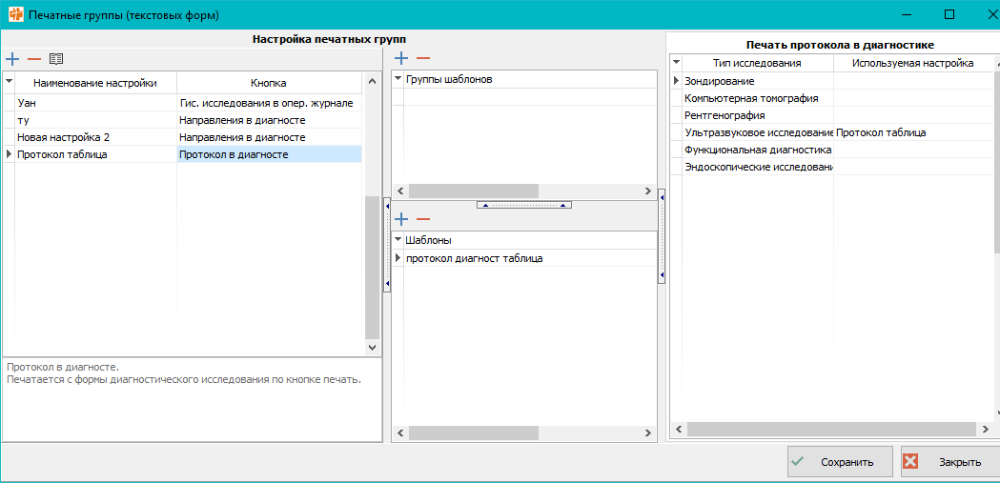 Печатные группы (текстовых форм)
Настройка печатных групп
Наименование настройки Кнопка
Уан Гис. исследования в опер. журнале
ту Направления в диагносте
Новая настройка 2 Направления в диагносте
Протокол таблица Протокол в диагносте
Протокол в диагносте.
Печатается с формы диагностического исследования по кнопке печать.
Группы шаблонов
Шаблоны
протокол диагност таблица
Печать протокола в диагностике
Тип исследования Используемая настройка
Зондирование
Компьютерная томография
Рентгенография
Ультразвуковое исследование Протокол таблица
Функциональная диагностика
Эндоскопические исследовани
Сохранить Закрыть